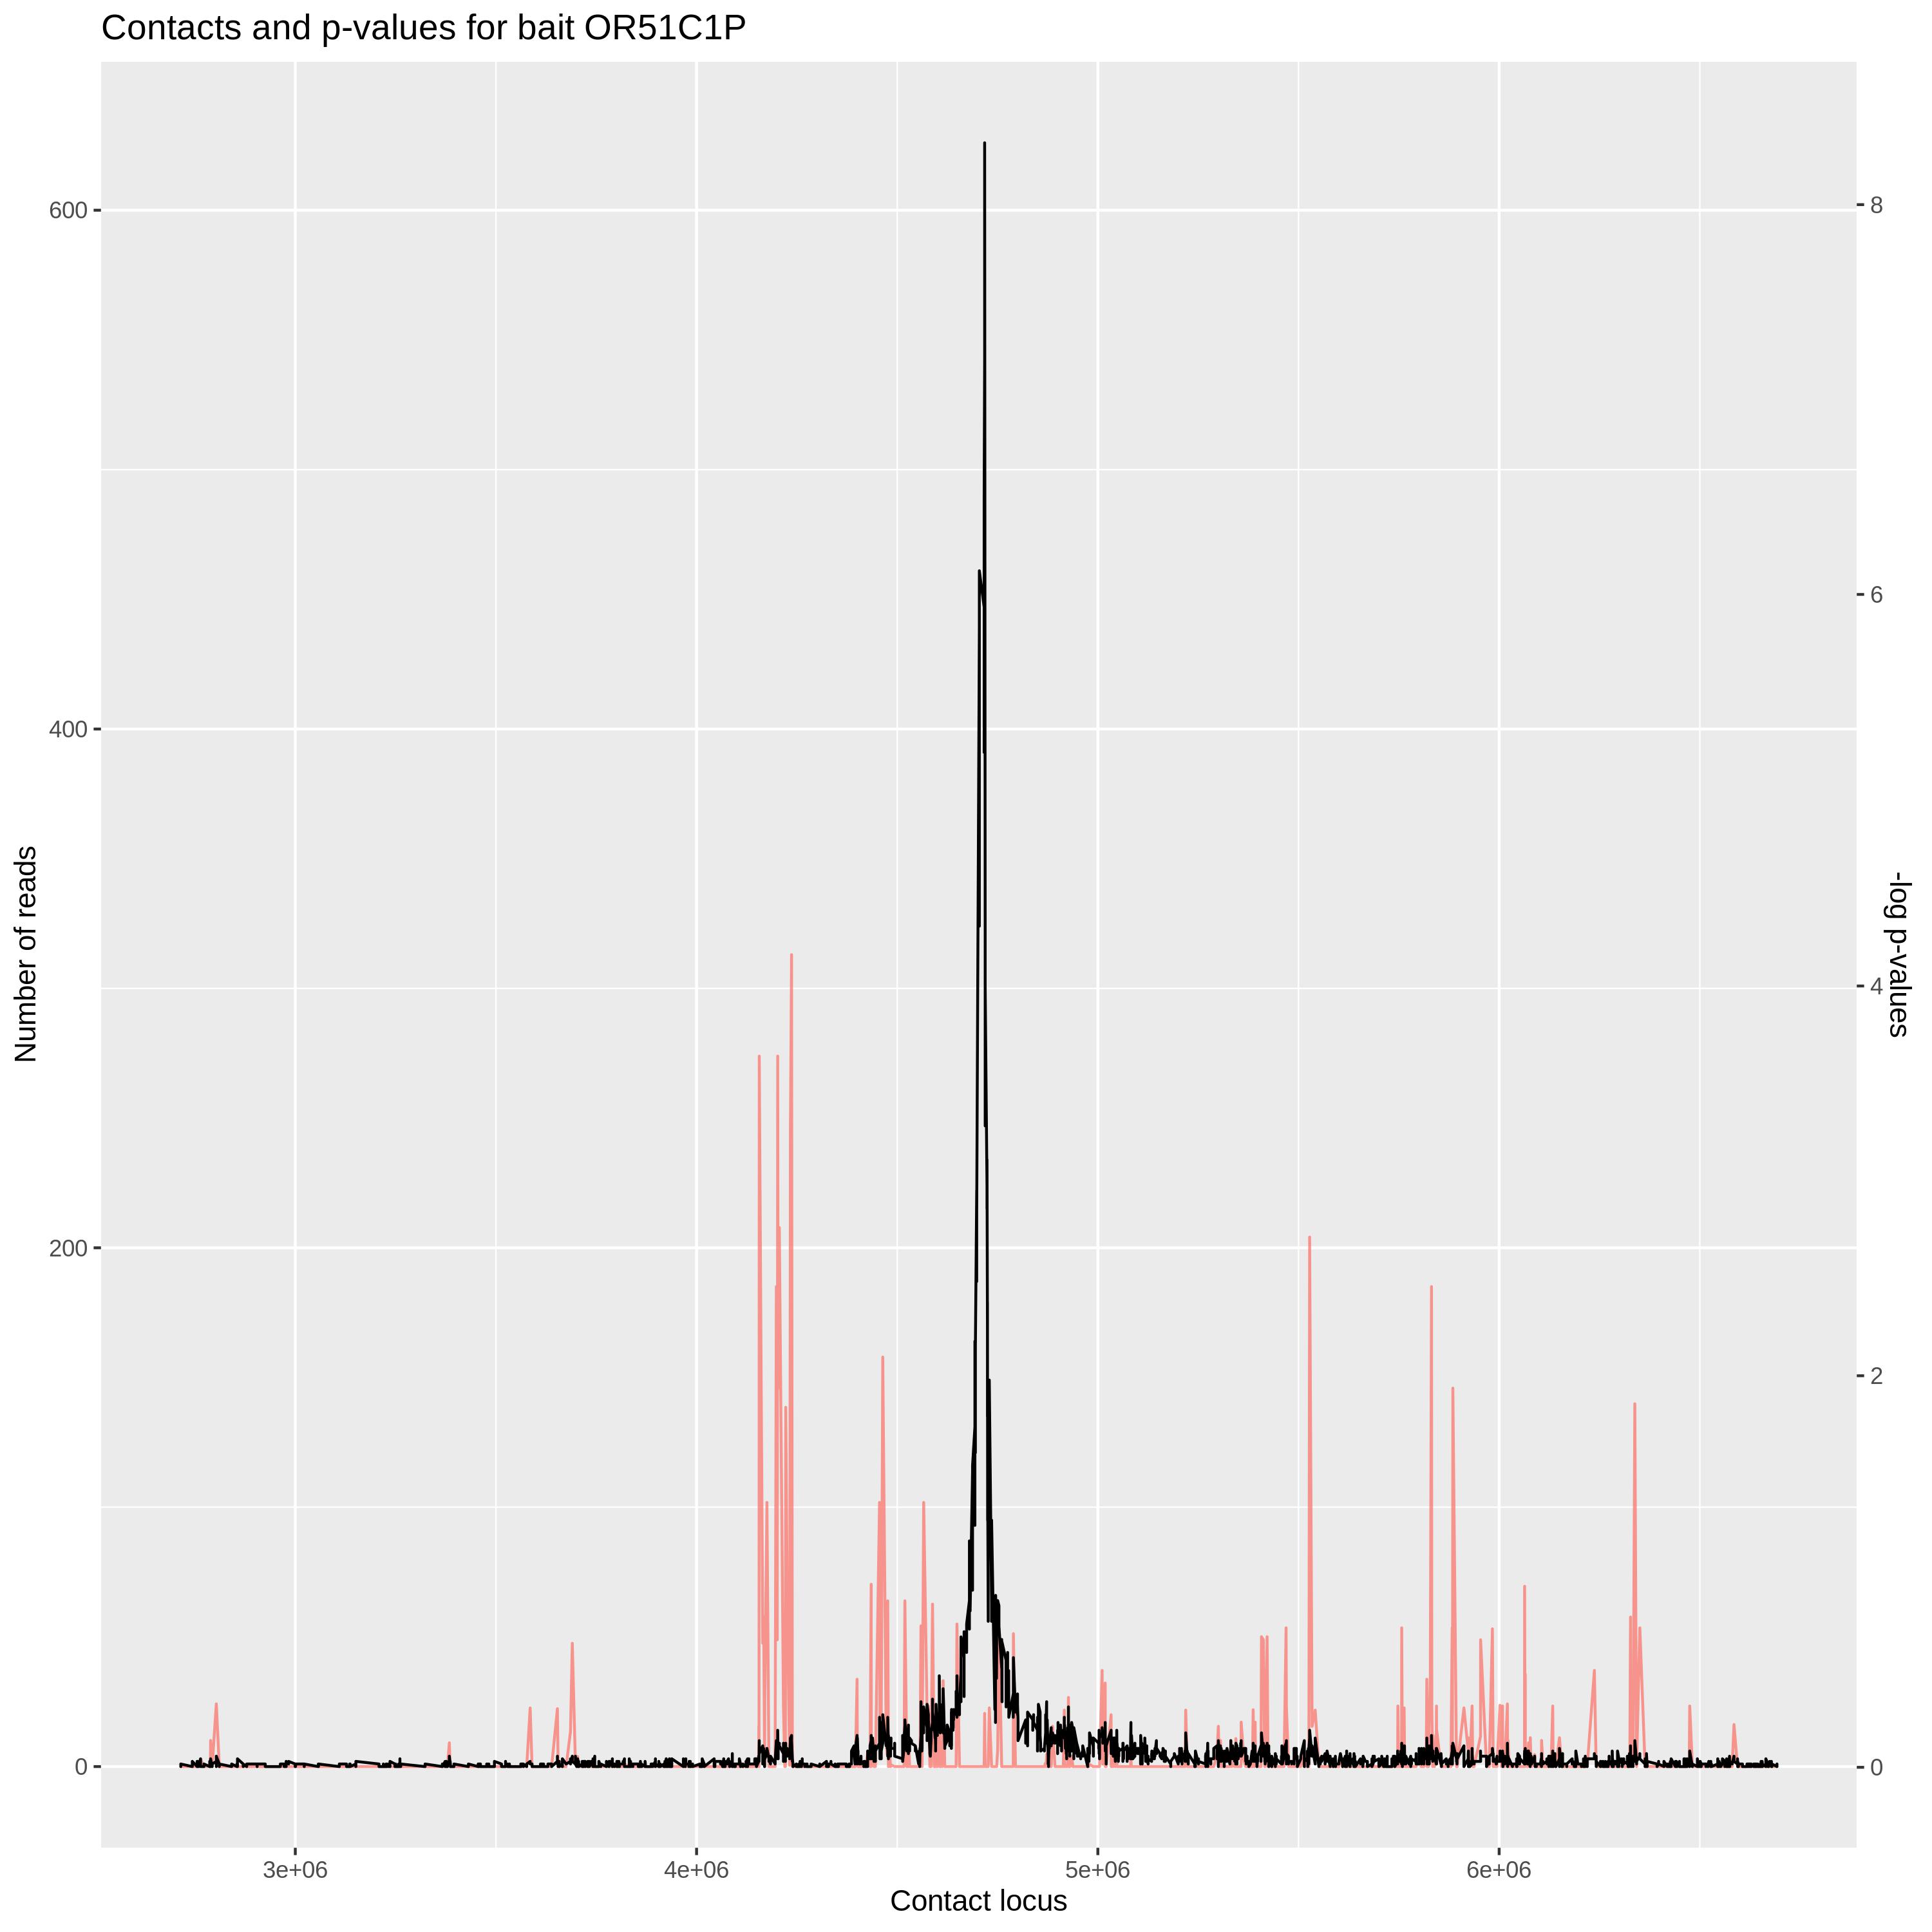 Contacts and p-values for bait OR51C1P
600
400
200
0
8
6
4
2
0
Number of reads
-log p-values
3e+06
4e+06
5e+06
6e+06
Contact locus